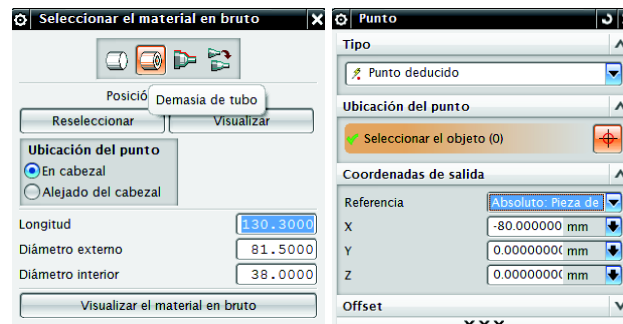 Seleccionar el material en bruto
Posició
Demasia de tubo
Reseleccionar
Visualizar
Ubicación del punto
En cabezal
Alejado del cabezal
Longitud 130.3000
Diámetro externo 81.5000
Diámetro interior 38.0000
Visualizar el material en bruto
Punto
Tipo
Punto deducido
Ubicación del punto
Seleccionar el objeto (0)
Coordenadas de salida
Referencia Absoluto: Pieza de
X -80.000000 mm
Y 0.0000000 mm
Z 0.0000000 mm
Offset